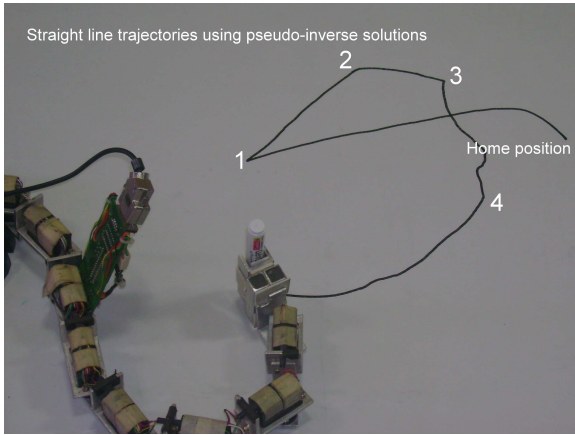 Straight line trajectories using pseudo-inverse solutions
2
3
1
Home position
4